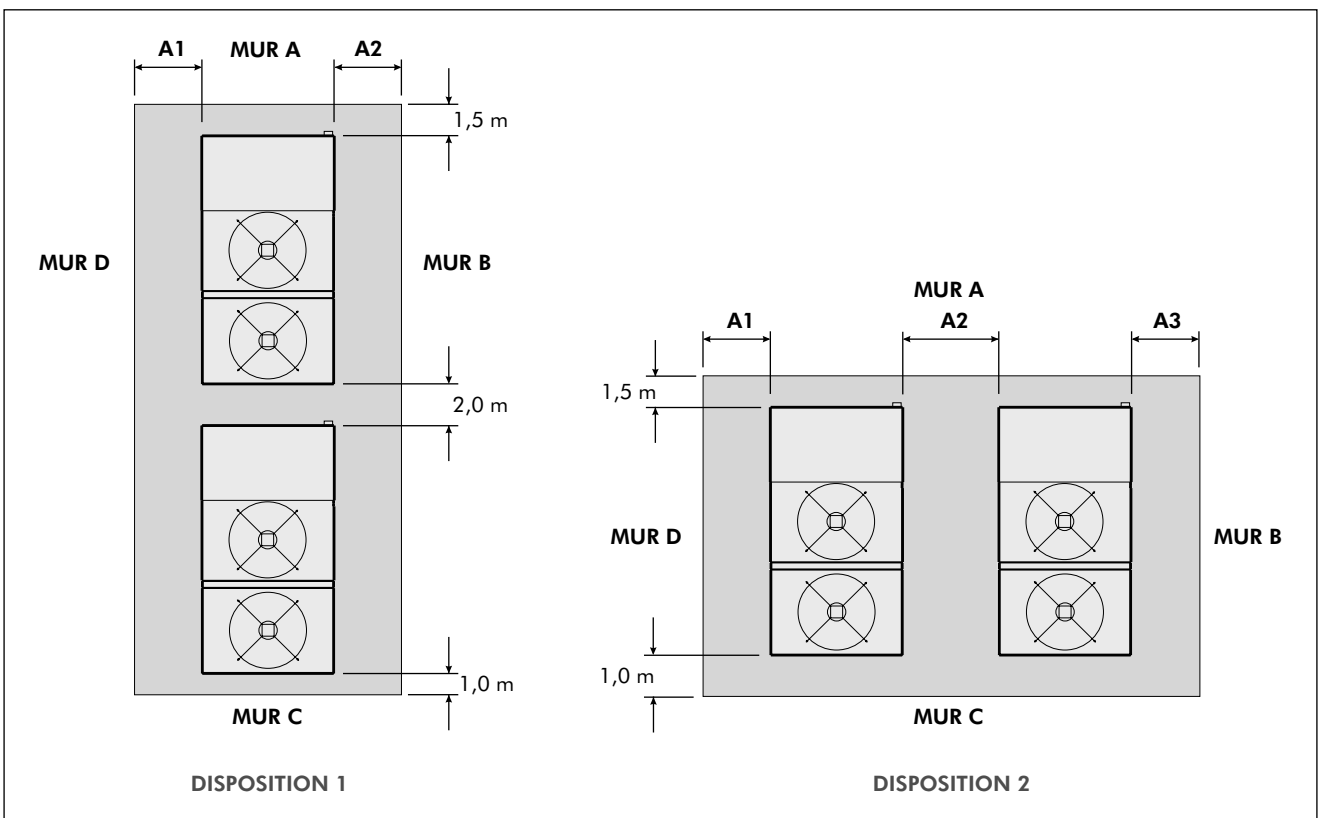 A1
MUR A
A2
1,5 m
MUR D
MUR B
2,0 m
1,0 m
MUR C
DISPOSITION 1
MUR A
A1
A2
A3
1,5 m
MUR D
MUR B
1,0 m
MUR C
DISPOSITION 2